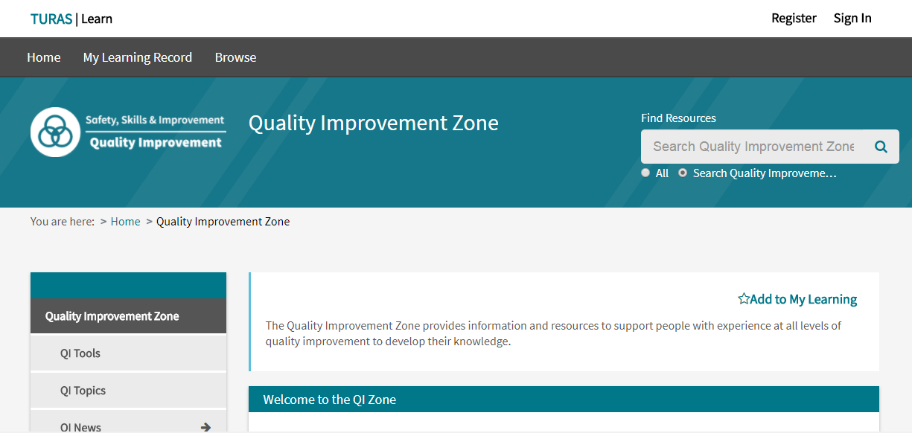 TURAS | Learn
Register Sign In
Home My Learning Record Browse
Safety, Skills & Improvement
Quality Improvement
Quality Improvement Zone
Find Resources
Search Quality Improvement Zone
All Search Quality Improveme…
You are here: > Home > Quality Improvement Zone
Quality Improvement Zone
QI Tools
QI Topics
QI News
Add to My Learning
The Quality Improvement Zone provides information and resources to support people with experience at all levels of
quality improvement to develop their knowledge.
Welcome to the QI Zone